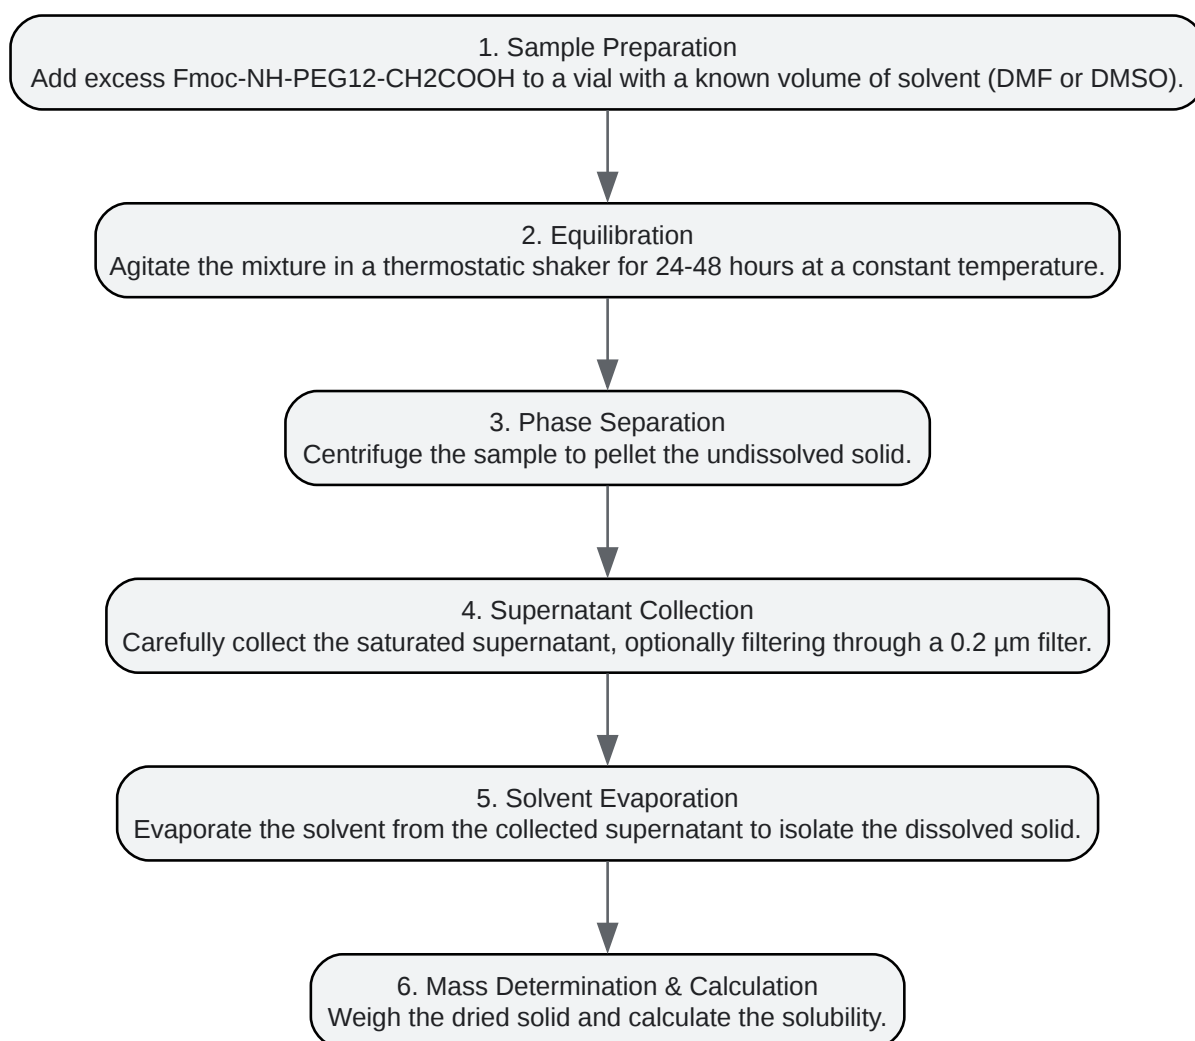 1. Sample Preparation
Add excess Fmoc-NH-PEG12-CH2COOH to a vial with a known volume of solvent (DMF or DMSO).
2. Equilibration
Agitate the mixture in a thermostatic shaker for 24-48 hours at a constant temperature.
3. Phase Separation
Centrifuge the sample to pellet the undissolved solid.
4. Supernatant Collection
Carefully collect the saturated supernatant, optionally filtering through a 0.2 µm filter.
5. Solvent Evaporation
Evaporate the solvent from the collected supernatant to isolate the dissolved solid.
6. Mass Determination & Calculation
Weigh the dried solid and calculate the solubility.